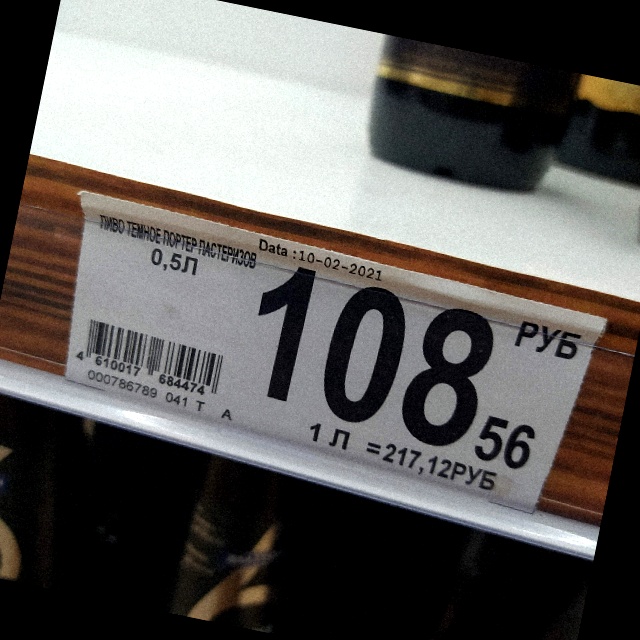 ПИВО ТЕМНОЕ ПОРТЕР ПАСТЕРИЗОВ
0,5Л
Data : 10-02-2021
108 56 РУБ
1 Л =217,12РУБ
4 610017 684474
000786789 041 Т А